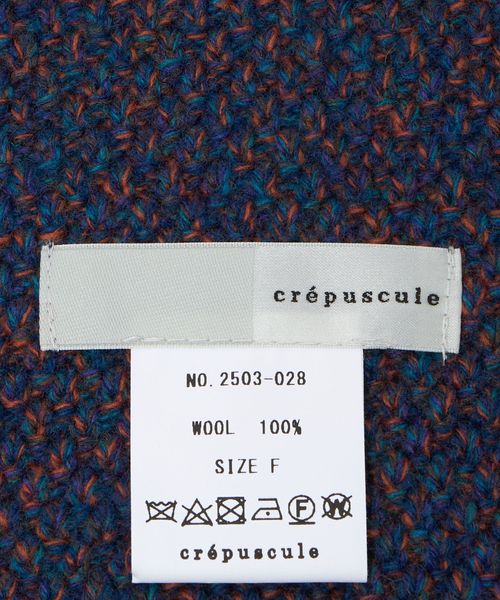 crépuscule
NO. 2503-028
WOOL 100%
SIZE F
F W
crépuscule